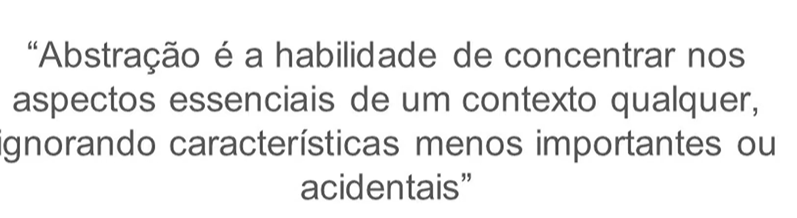 “Abstração é a habilidade de concentrar nos
aspectos essenciais de um contexto qualquer,
ignorando características menos importantes ou
acidentais”